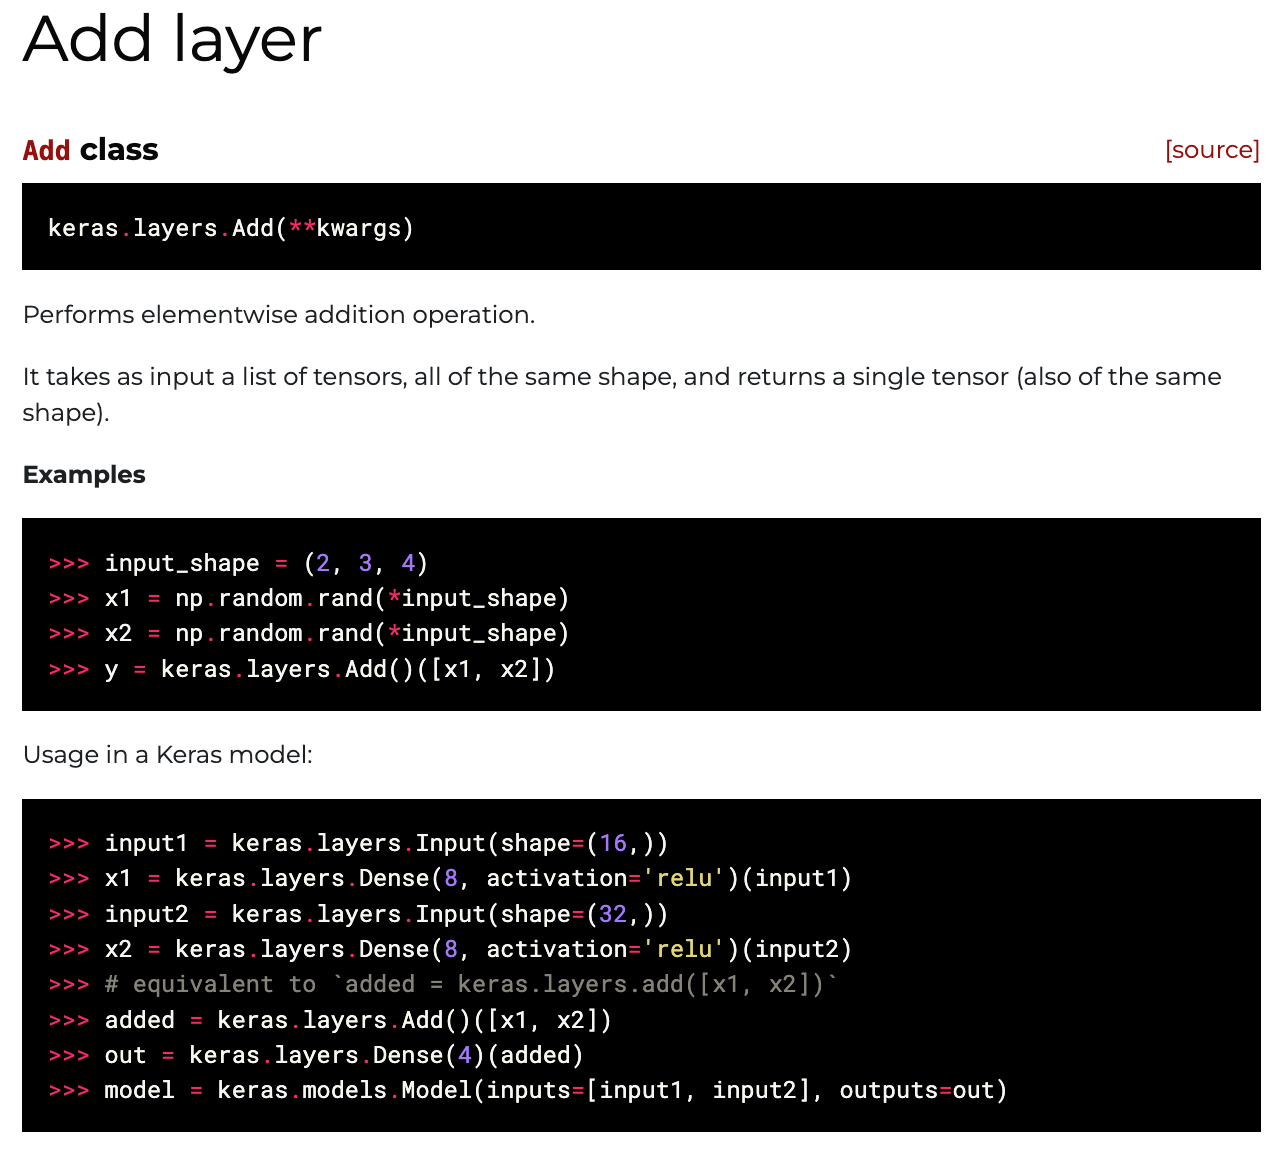 Add layer
Add class
[source]
keras.layers.Add(**kwargs)
Performs elementwise addition operation.
It takes as input a list of tensors, all of the same shape, and returns a single tensor (also of the same
shape).
Examples
>>> input_shape = (2, 3, 4)
>>> x1 = np.random.rand(*input_shape)
>>> x2 = np.random.rand(*input_shape)
>>> y = keras.layers.Add()([x1, x2])
Usage in a Keras model:
>>> input1 = keras.layers.Input(shape=(16,))
>>> x1 = keras.layers.Dense(8, activation='relu')(input1)
>>> input2 = keras.layers.Input(shape=(32,))
>>> x2 = keras.layers.Dense(8, activation='relu')(input2)
>>> # equivalent to `added = keras.layers.add([x1, x2])`
>>> added = keras.layers.Add()([x1, x2])
>>> out = keras.layers.Dense(4)(added)
>>> model = keras.models.Model(inputs=[input1, input2], outputs=out)